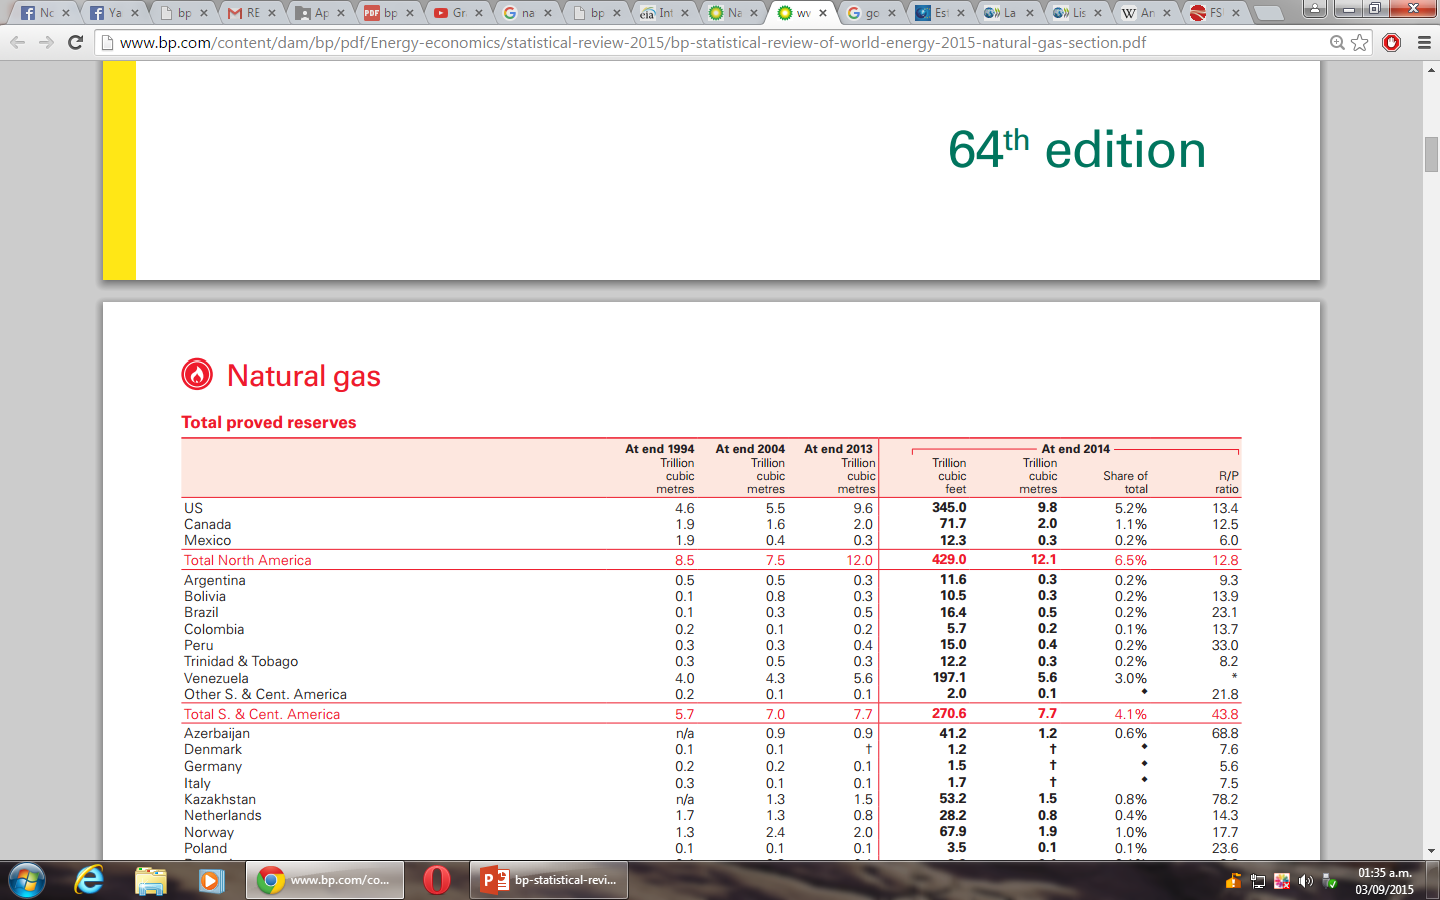 No
Ya
bp
RE
Ap
bp
Gr
na
bp
Int
Na
wv
go
Est
La
Lis
An
FS
www.bp.com/content/dam/bp/pdf/Energy-economics/statistical-review-2015/bp-statistical-review-of-world-energy-2015-natural-gas-section.pdf
64th edition
Natural gas
Total proved reserves
At end 1994 At end 2004 At end 2013 At end 2014
Trillion Trillion Trillion Trillion Trillion
cubic cubic cubic cubic cubic Share of R/P
metres metres metres feet metres total ratio
US 4.6 5.5 9.6 345.0 9.8 5.2% 13.4
Canada 1.9 1.6 2.0 71.7 2.0 1.1% 12.5
Mexico 1.9 0.4 0.3 12.3 0.3 0.2% 6.0
Total North America 8.5 7.5 12.0 429.0 12.1 6.5% 12.8
Argentina 0.5 0.5 0.3 11.6 0.3 0.2% 9.3
Bolivia 0.1 0.8 0.3 10.5 0.3 0.2% 13.9
Brazil 0.1 0.3 0.5 16.4 0.5 0.2% 23.1
Colombia 0.2 0.1 0.2 5.7 0.2 0.1% 13.7
Peru 0.3 0.3 0.4 15.0 0.4 0.2% 33.0
Trinidad & Tobago 0.3 0.5 0.3 12.2 0.3 0.2% 8.2
Venezuela 4.0 4.3 5.6 197.1 5.6 3.0% *
Other S. & Cent. America 0.2 0.1 0.1 2.0 0.1 ◆ 21.8
Total S. & Cent. America 5.7 7.0 7.7 270.6 7.7 4.1% 43.8
Azerbaijan n/a 0.9 0.9 41.2 1.2 0.6% 68.8
Denmark 0.1 0.1 † 1.2 † ◆ 7.6
Germany 0.2 0.2 0.1 1.5 † ◆ 5.6
Italy 0.3 0.1 0.1 1.7 † ◆ 7.5
Kazakhstan n/a 1.3 1.5 53.2 1.5 0.8% 78.2
Netherlands 1.7 1.3 0.8 28.2 0.8 0.4% 14.3
Norway 1.3 2.4 2.0 67.9 1.9 1.0% 17.7
Poland 0.1 0.1 0.1 3.5 0.1 0.1% 23.6
www.bp.com/co...
bp-statistical-revi...
01:35 a.m.
03/09/2015